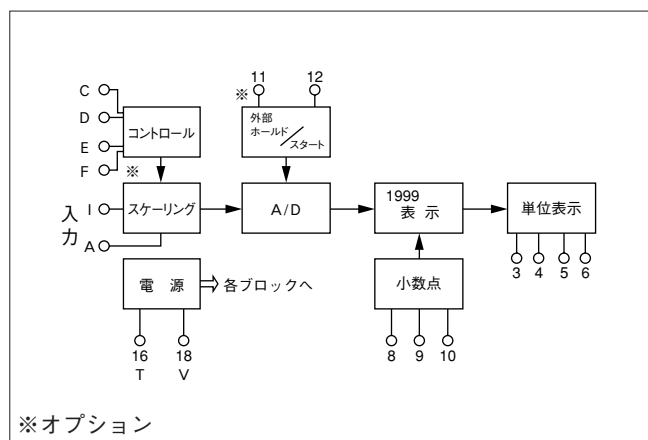 C
D
E
F
コントロール
※
11
12
※
外部
ホールド/スタート
入力
I
A
スケーリング
A/D
1999
表示
単位表示
3 4 5 6
電 源
各ブロックへ
16 18
T V
小数点
8 9 10
※オプション